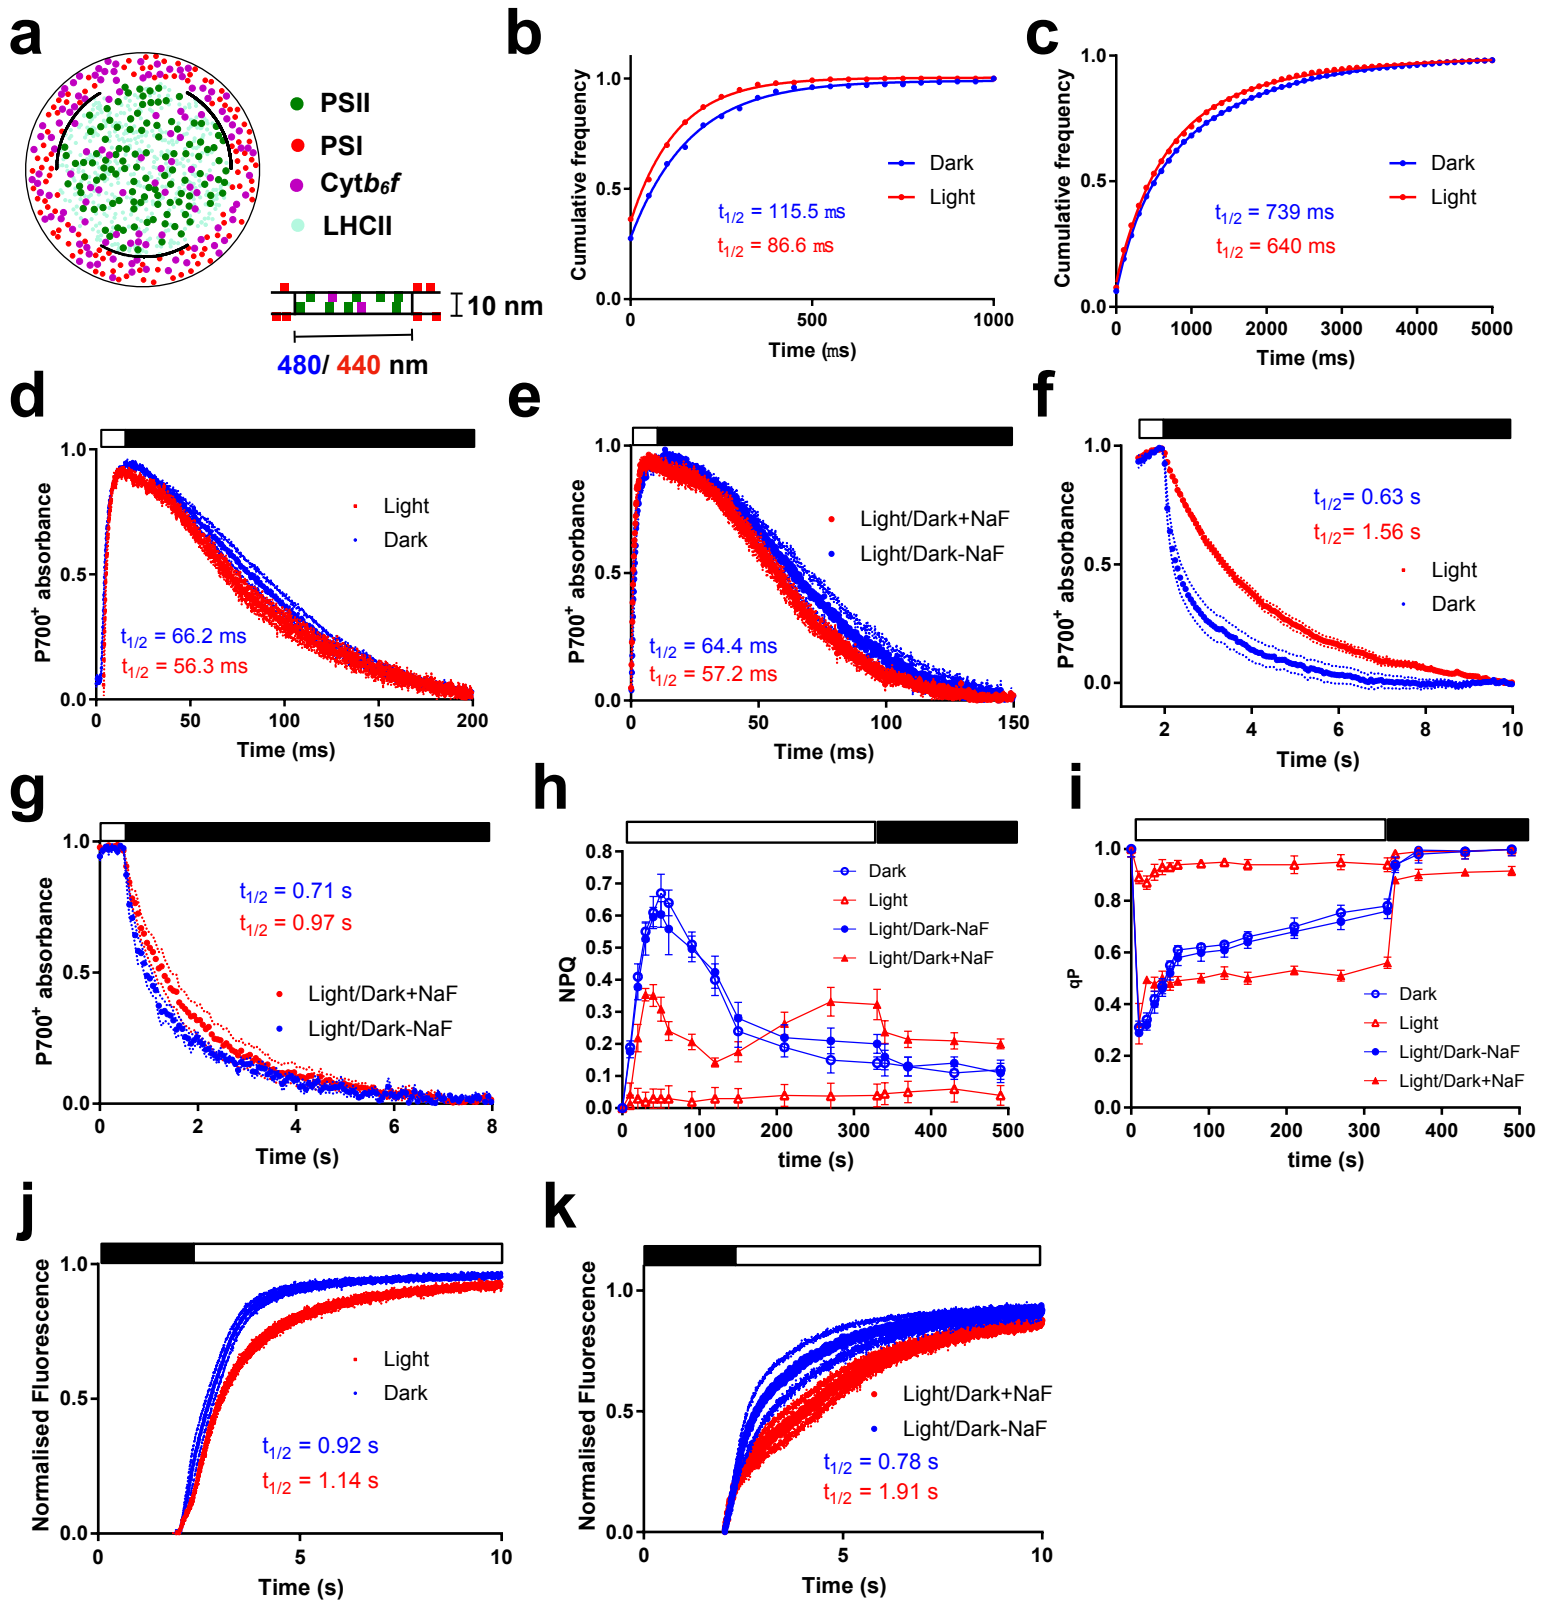 a
PSII
PSI
Cytb6f
LHCII
10 nm
480/ 440 nm
b
Cumulative frequency
1.0
0.5
0.0
Dark
Light
t1/2 = 115.5 ms
t1/2 = 86.6 ms
0 500 1000
Time (ms)
c
Cumulative frequency
1.0
0.5
0.0
Dark
Light
t1/2 = 739 ms
t1/2 = 640 ms
0 1000 2000 3000 4000 5000
Time (ms)
d
P700+ absorbance
1.0
0.5
0.0
Light
Dark
t1/2 = 66.2 ms
t1/2 = 56.3 ms
0 50 100 150 200
Time (ms)
e
P700+ absorbance
1.0
0.5
0.0
Light/Dark+NaF
Light/Dark-NaF
t1/2 = 64.4 ms
t1/2 = 57.2 ms
0 50 100 150
Time (ms)
f
P700+ absorbance
1.0
0.5
0.0
t1/2= 0.63 s
t1/2= 1.56 s
Light
Dark
2 4 6 8 10
Time (s)
g
P700+ absorbance
1.0
0.5
0.0
t1/2 = 0.71 s
t1/2 = 0.97 s
Light/Dark+NaF
Light/Dark-NaF
0 2 4 6 8
Time (s)
h
NPQ
0.8
0.7
0.6
0.5
0.4
0.3
0.2
0.1
0.0
Dark
Light
Light/Dark-NaF
Light/Dark+NaF
0 100 200 300 400 500
time (s)
i
qP
1.0
0.8
0.6
0.4
0.2
0.0
Dark
Light
Light/Dark-NaF
Light/Dark+NaF
0 100 200 300 400 500
time (s)
j
Normalised Fluorescence
1.0
0.5
0.0
Light
Dark
t1/2 = 0.92 s
t1/2 = 1.14 s
0 5 10
Time (s)
k
Normalised Fluorescence
1.0
0.5
0.0
Light/Dark+NaF
Light/Dark-NaF
t1/2 = 0.78 s
t1/2 = 1.91 s
0 5 10
Time (s)